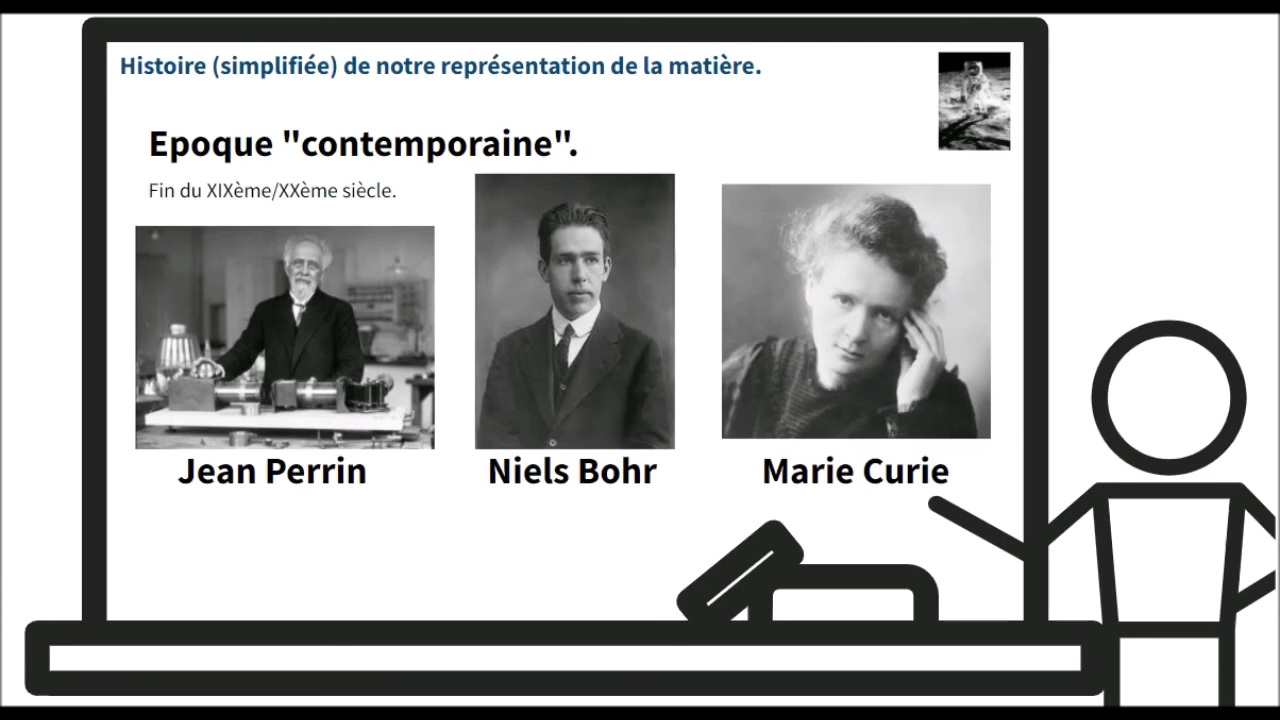 Histoire (simplifiée) de notre représentation de la matière.
Epoque "contemporaine".
Fin du XIXème/XXème siècle.
Jean Perrin
Niels Bohr
Marie Curie